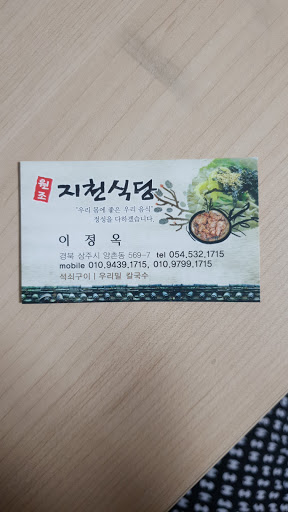 원조 지천식당
"우리 몸에 좋은 우리 음식"
정성을 다하겠습니다.
이 정 옥
경북 상주시 양촌동 569-7 tel 054.532.1715
mobile 010.9439.1715, 010.9799.1715
석쇠구이 | 우리밀 칼국수